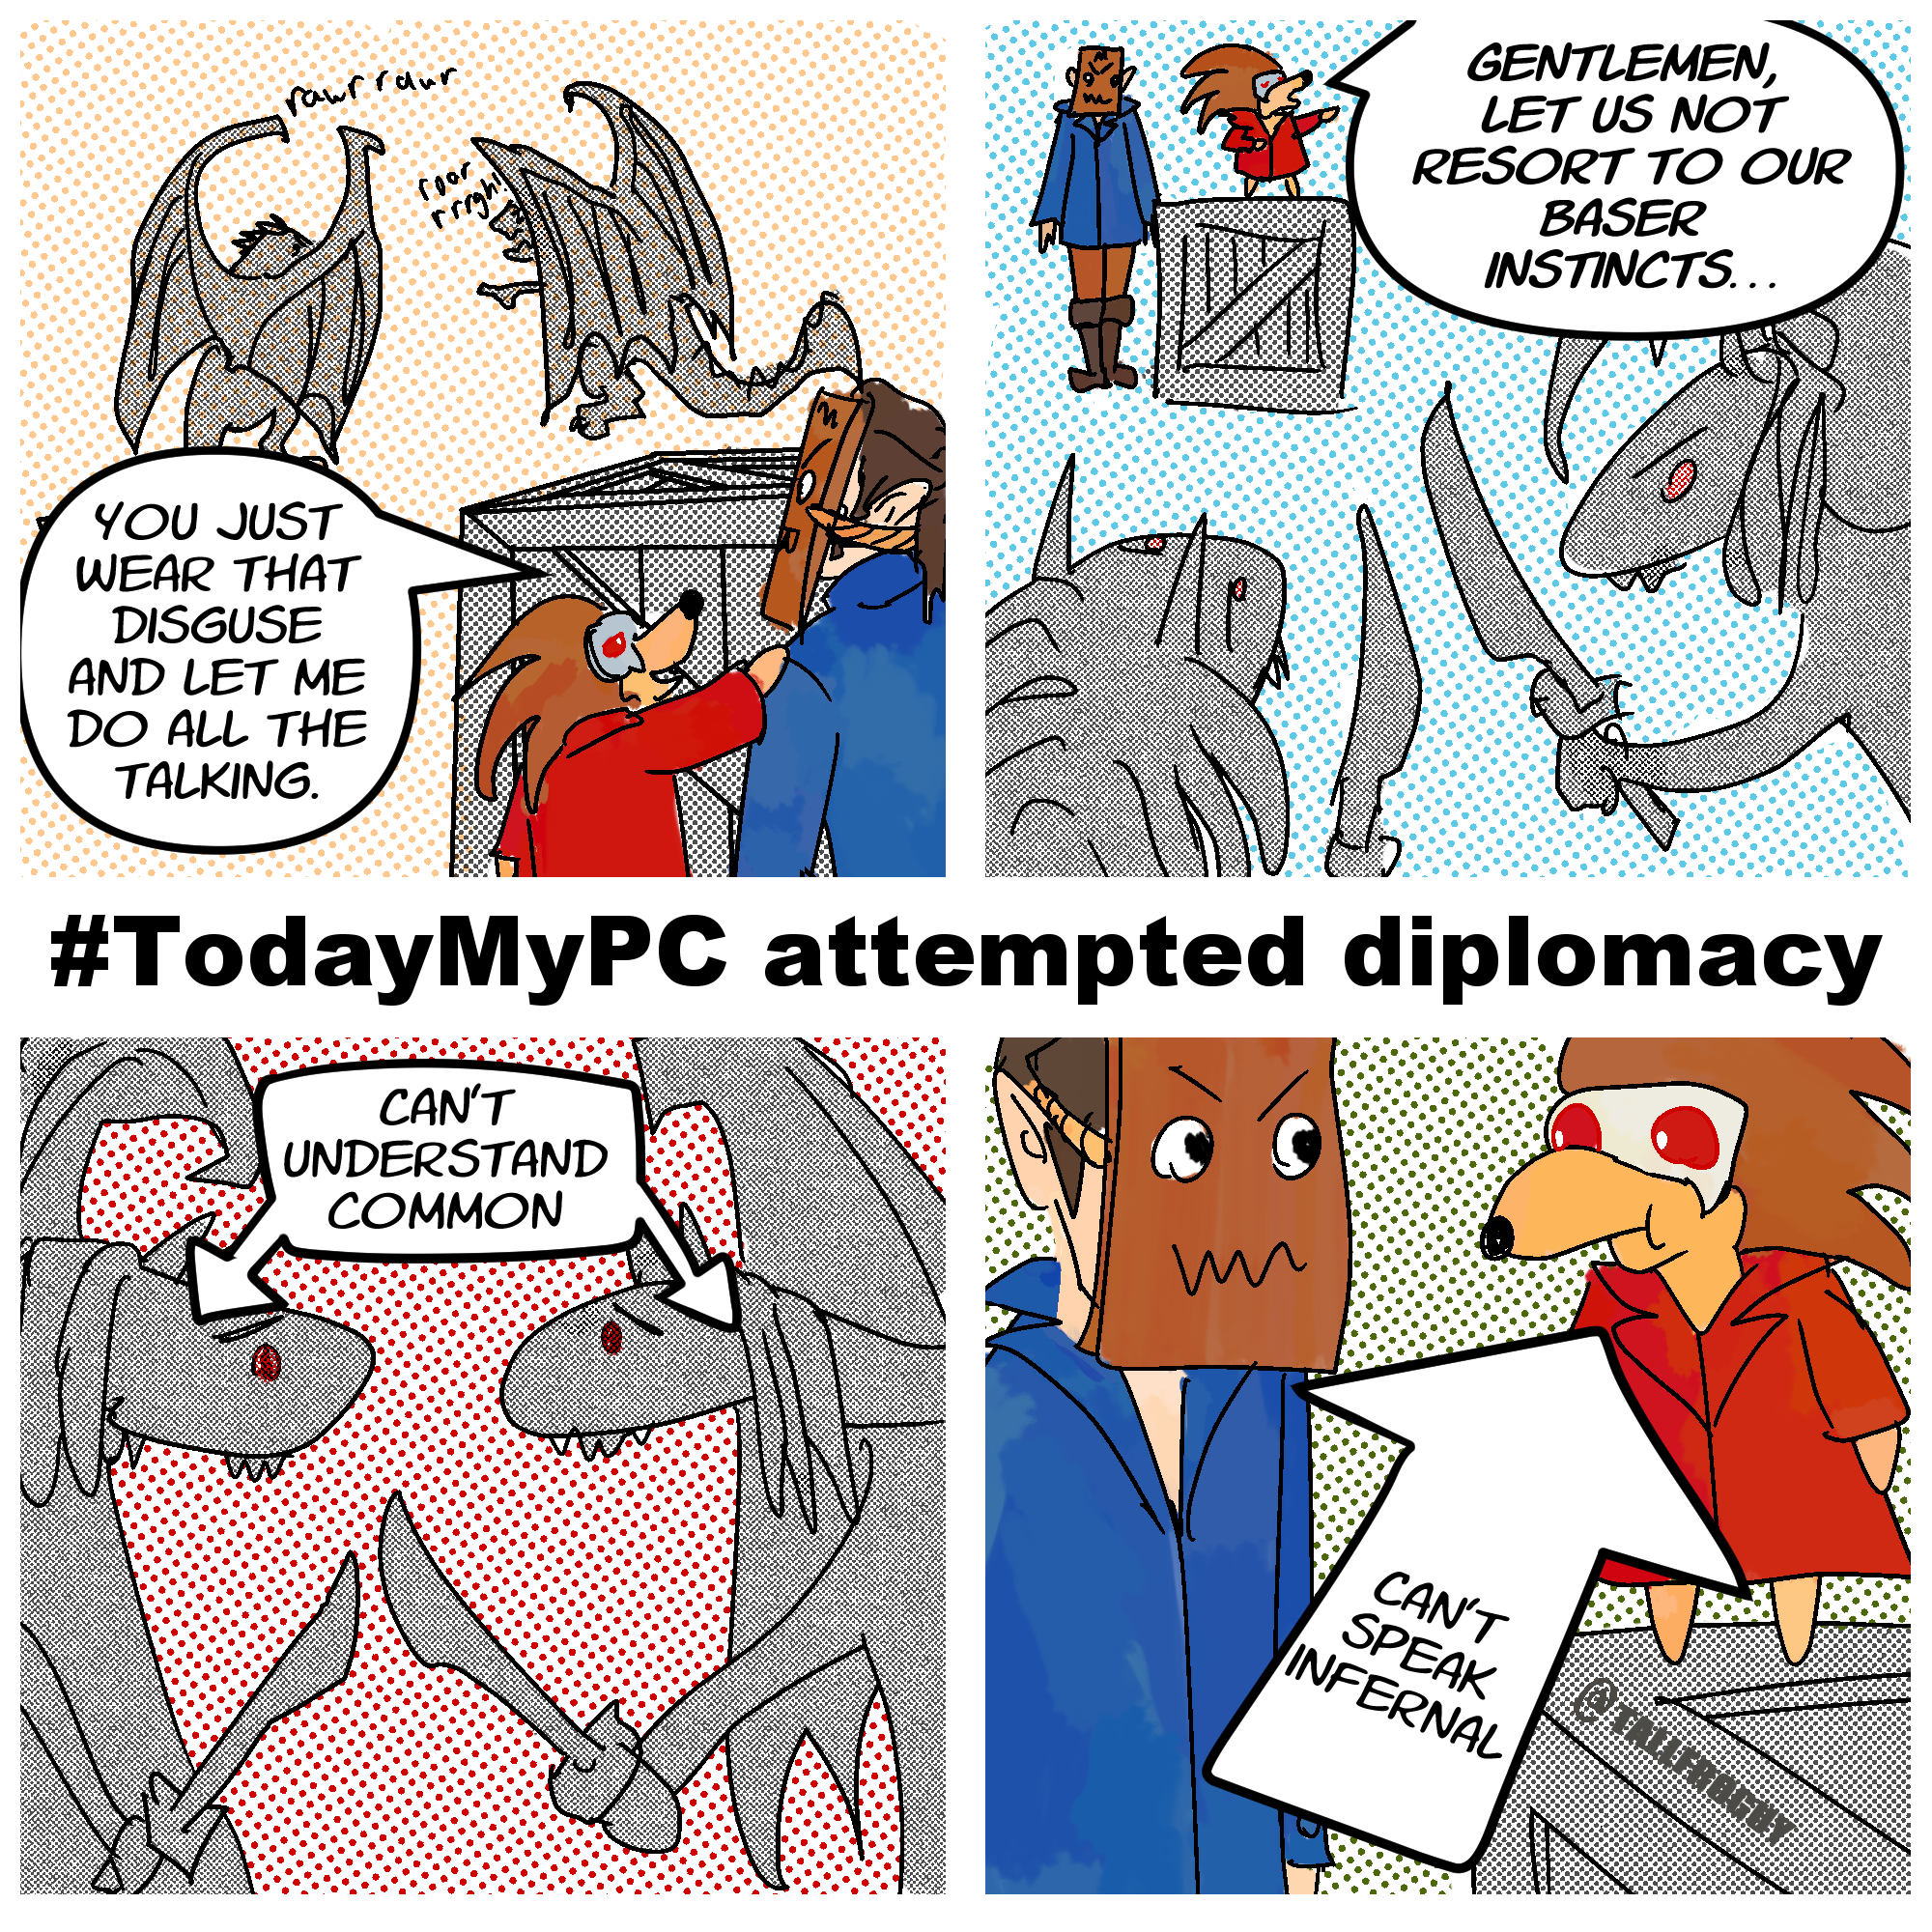 rawr rawr
roar
rrrgh!
YOU JUST
WEAR THAT
DISGUSE
AND LET ME
DO ALL THE
TALKING.
GENTLEMEN,
LET US NOT
RESORT TO OUR
BASER
INSTINCTS...
#TodayMyPC attempted diplomacy
CAN'T
UNDERSTAND
COMMON
CAN'T
SPEAK
INFERNAL